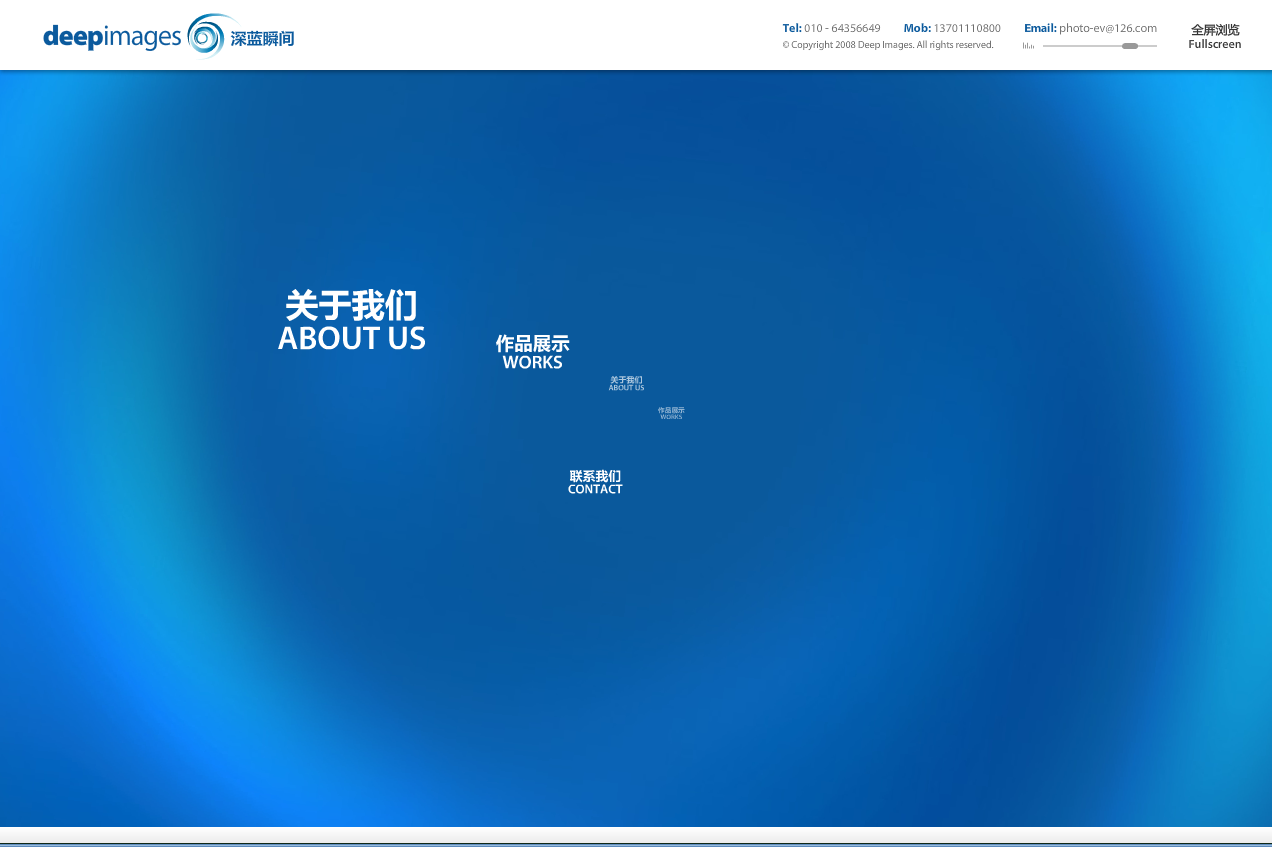 deepimages 深蓝瞬间
Tel: 010 - 64356649 Mob: 13701110800 Email: photo-ev@126.com
© Copyright 2008 Deep Images. All rights reserved.
全屏浏览
Fullscreen
关于我们
ABOUT US
作品展示
WORKS
关于我们
ABOUT US
作品展示
WORKS
联系我们
CONTACT